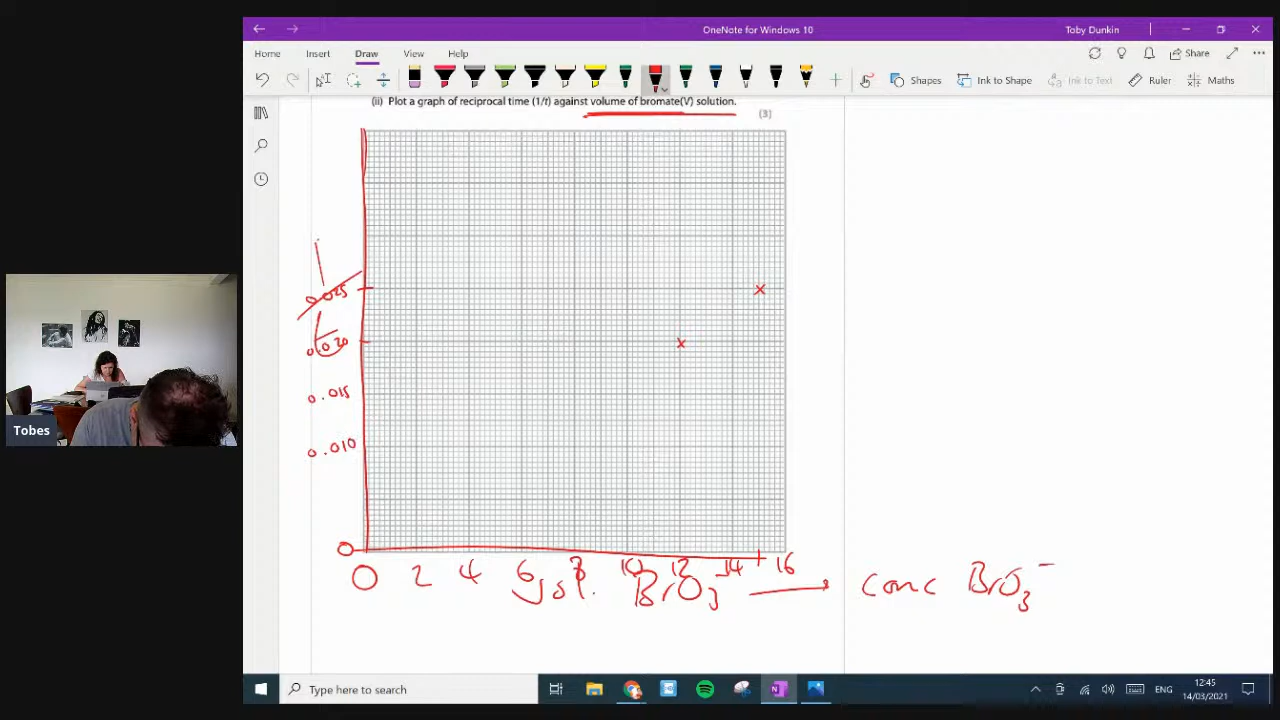 OneNote for Windows 10
Toby Dunkin
Home Insert Draw View Help
Share
Shapes Ink to Shape Ink to Text Ruler Maths
(ii) Plot a graph of reciprocal time (1/t) against volume of bromate(V) solution.
(3)
0.025
0.020
0.015
0.010
0
0 2 4 6 8 10 12 14 16
vol. BrO3 → conc BrO3-
Tobes
Type here to search
ENG
12:45
14/03/2021